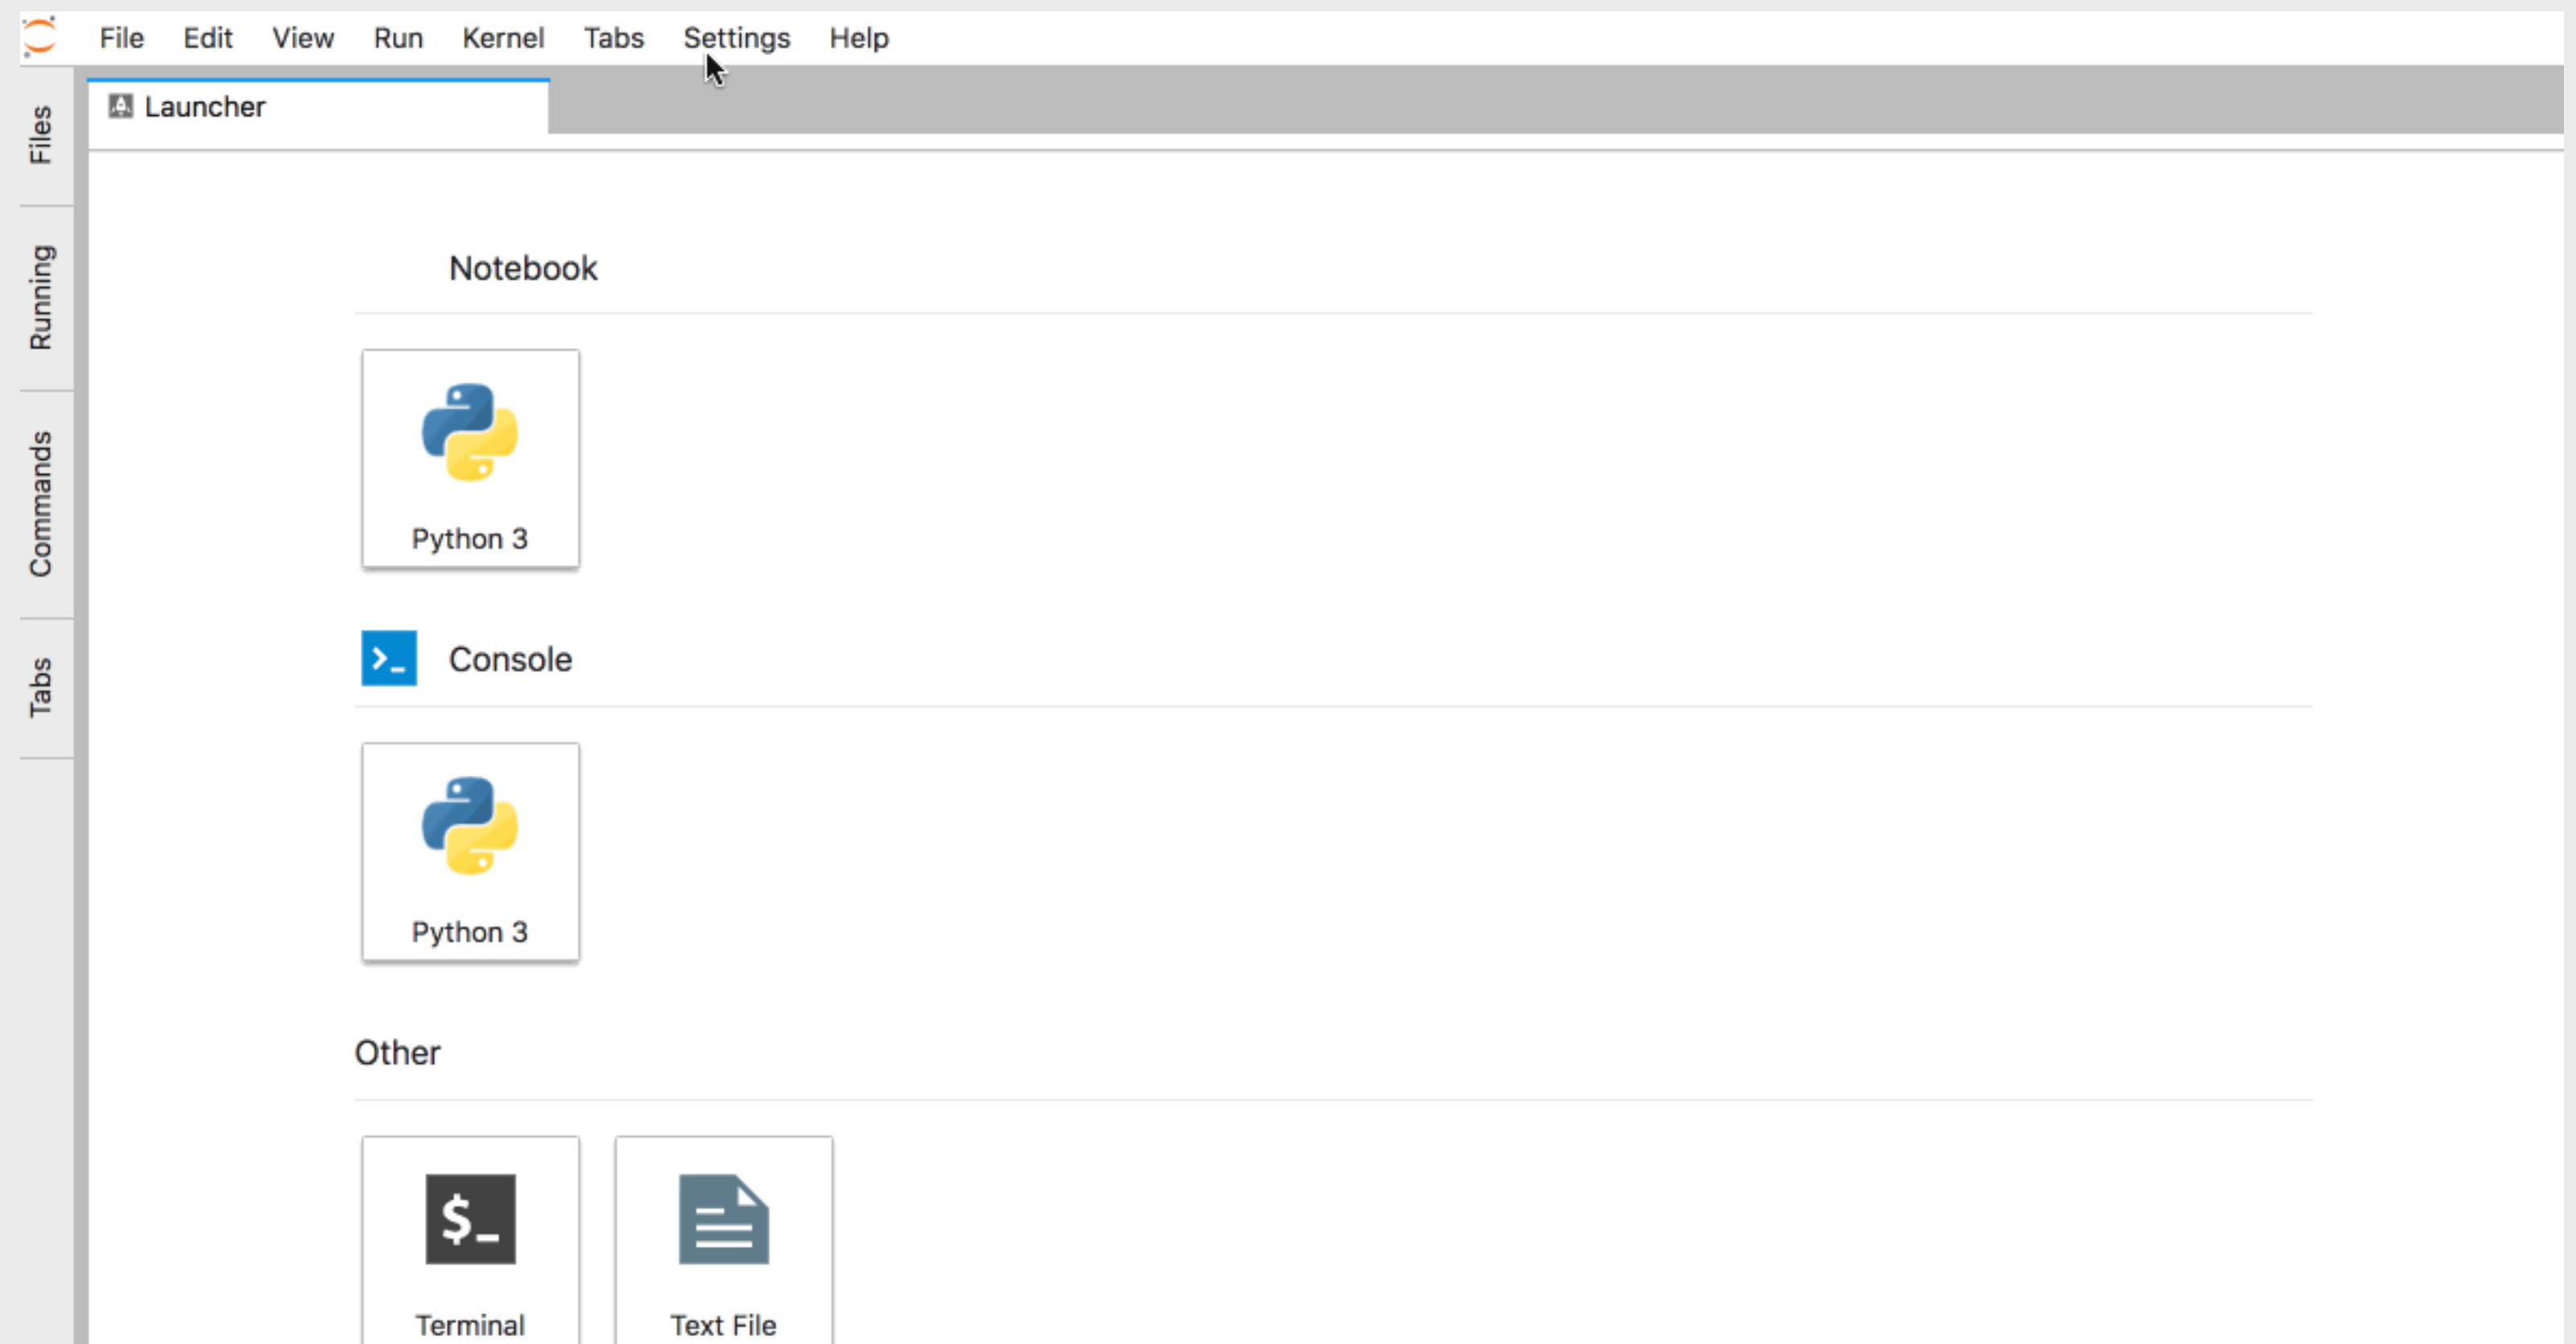 File Edit View Run Kernel Tabs Settings Help
Launcher
Files
Running
Commands
Tabs
Notebook
Python 3
>_ Console
Python 3
Other
$_
Terminal Text File